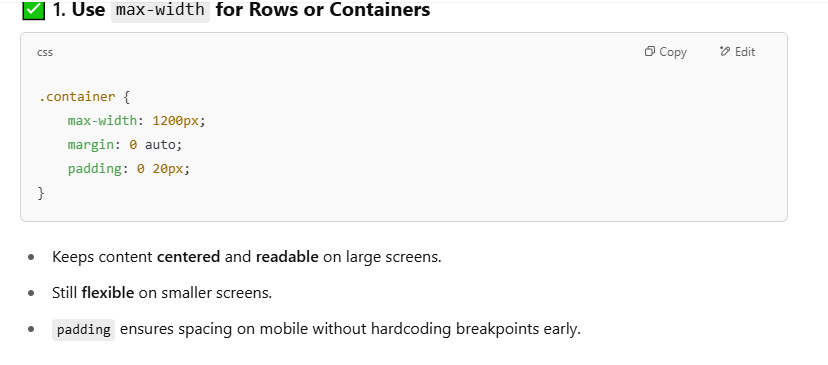 ✅ 1. Use max-width for Rows or Containers
css Copy Edit
.container {
max-width: 1200px;
margin: 0 auto;
padding: 0 20px;
}
• Keeps content centered and readable on large screens.
• Still flexible on smaller screens.
• padding ensures spacing on mobile without hardcoding breakpoints early.